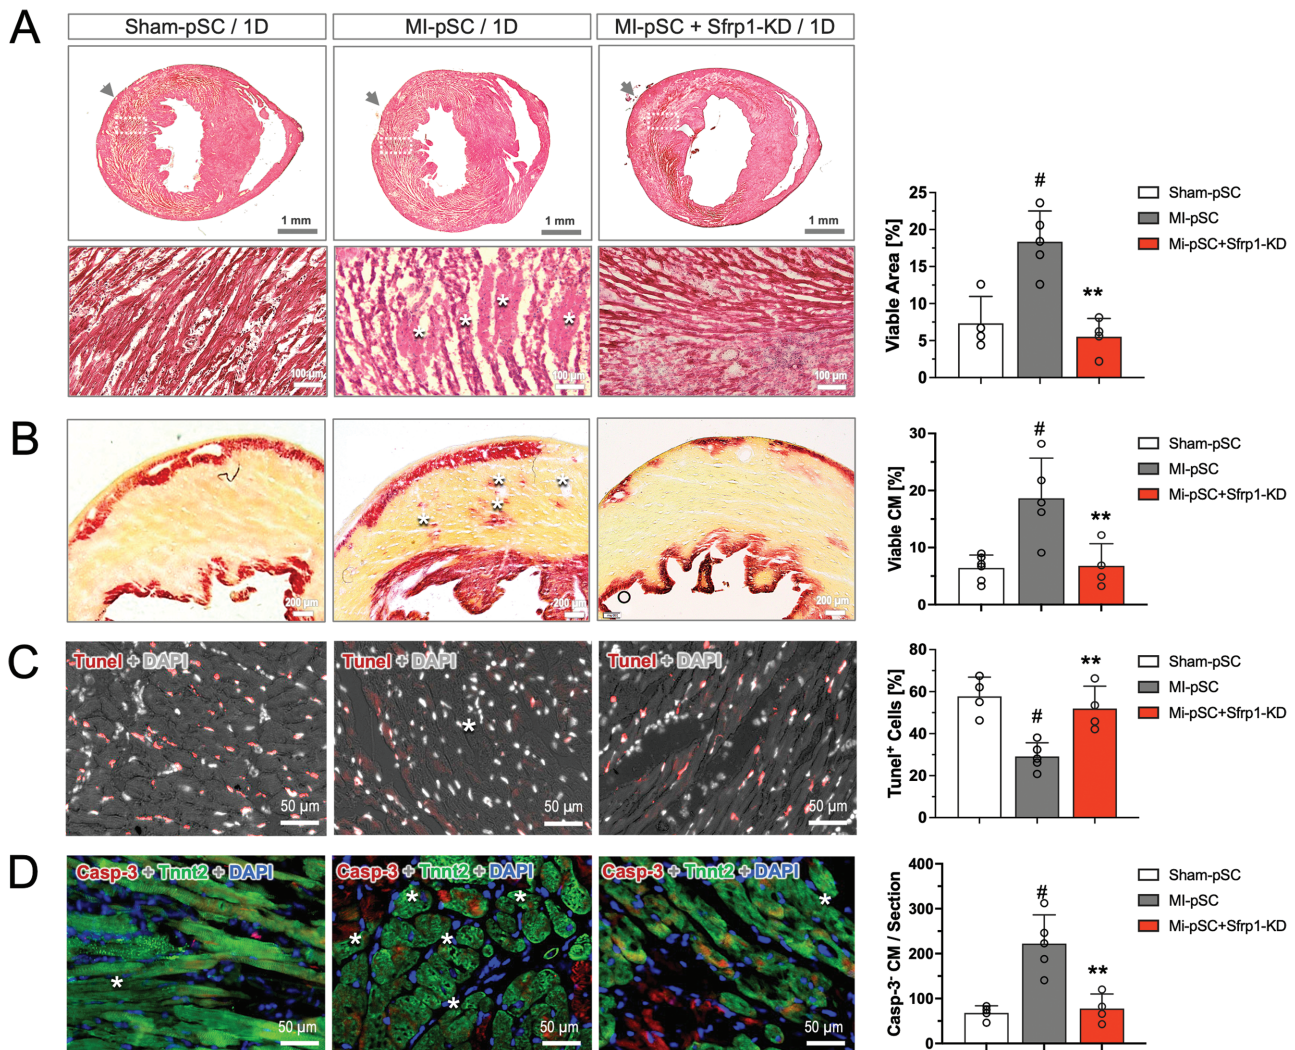 A
Sham-pSC / 1D
MI-pSC / 1D
MI-pSC + Sfrp1-KD / 1D
1 mm
1 mm
1 mm
*
*
*
*
100 µm
100 µm
100 µm
Viable Area [%]
25
20
15
10
5
0
#
**
Sham-pSC
MI-pSC
Mi-pSC+Sfrp1-KD
B
*
*
*
*
200 µm
200 µm
200 µm
Viable CM [%]
30
20
10
0
#
**
Sham-pSC
MI-pSC
Mi-pSC+Sfrp1-KD
C
Tunel + DAPI
Tunel + DAPI
Tunel + DAPI
*
50 µm
50 µm
50 µm
Tunel⁺ Cells [%]
80
60
40
20
0
#
**
Sham-pSC
MI-pSC
Mi-pSC+Sfrp1-KD
D
Casp-3 + Tnnt2 + DAPI
Casp-3 + Tnnt2 + DAPI
Casp-3 + Tnnt2 + DAPI
*
*
*
*
*
*
*
50 µm
50 µm
50 µm
Casp-3⁻ CM / Section
400
300
200
100
0
#
**
Sham-pSC
MI-pSC
Mi-pSC+Sfrp1-KD